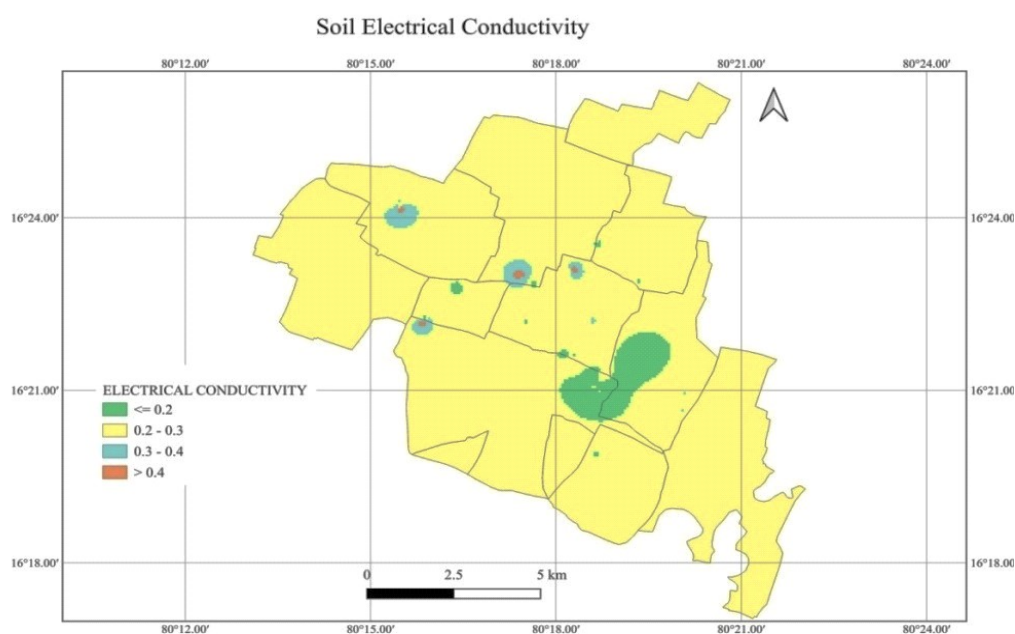 Soil Electrical Conductivity
80°12.00' 80°15.00' 80°18.00' 80°21.00' 80°24.00'
16°24.00' 16°24.00'
16°21.00' 16°21.00'
ELECTRICAL CONDUCTIVITY
<= 0.2
0.2 - 0.3
0.3 - 0.4
> 0.4
16°18.00' 16°18.00'
0 2.5 5 km
80°12.00' 80°15.00' 80°18.00' 80°21.00' 80°24.00'